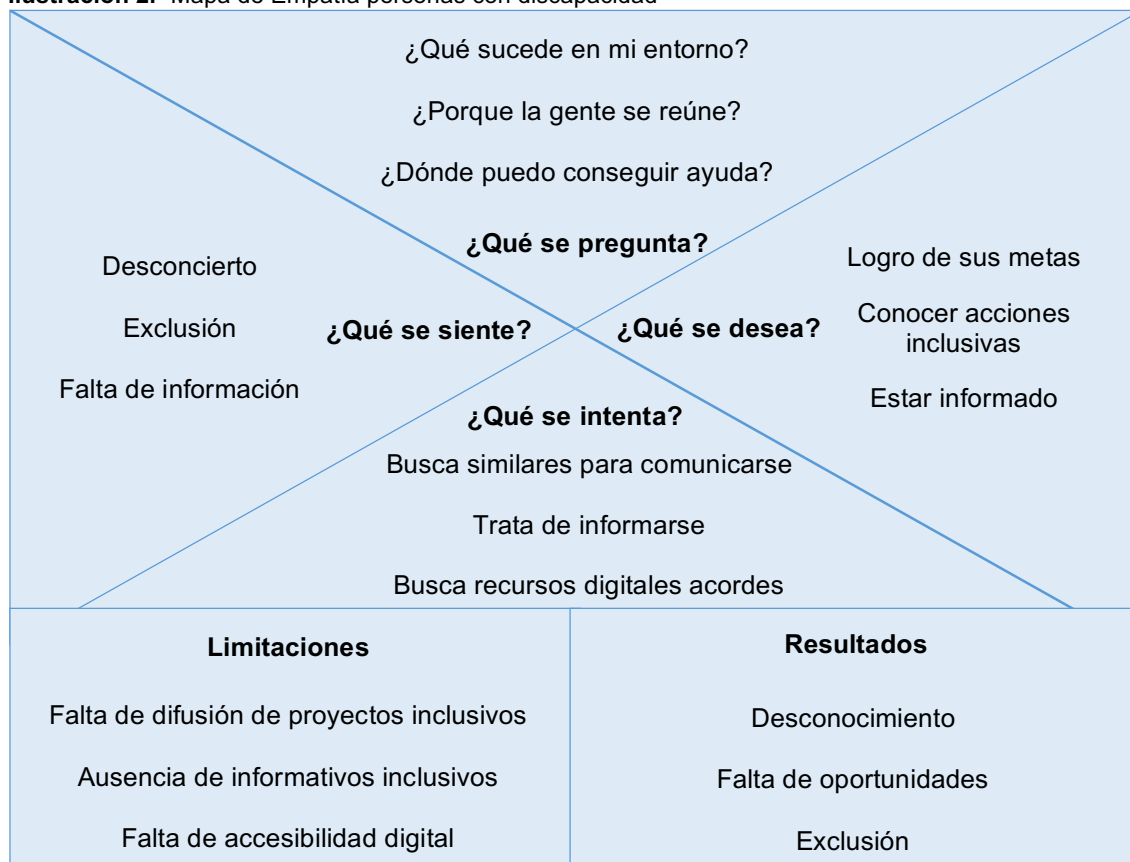 Ilustración 2. Mapa de Empatía personas con discapacidad
¿Qué sucede en mi entorno?
¿Porque la gente se reúne?
¿Dónde puedo conseguir ayuda?
¿Qué se pregunta?
Desconcierto
Exclusión
Falta de información
¿Qué se siente?
¿Qué se desea?
Logro de sus metas
Conocer acciones
inclusivas
Estar informado
¿Qué se intenta?
Busca similares para comunicarse
Trata de informarse
Busca recursos digitales acordes
Limitaciones
Falta de difusión de proyectos inclusivos
Ausencia de informativos inclusivos
Falta de accesibilidad digital
Resultados
Desconocimiento
Falta de oportunidades
Exclusión